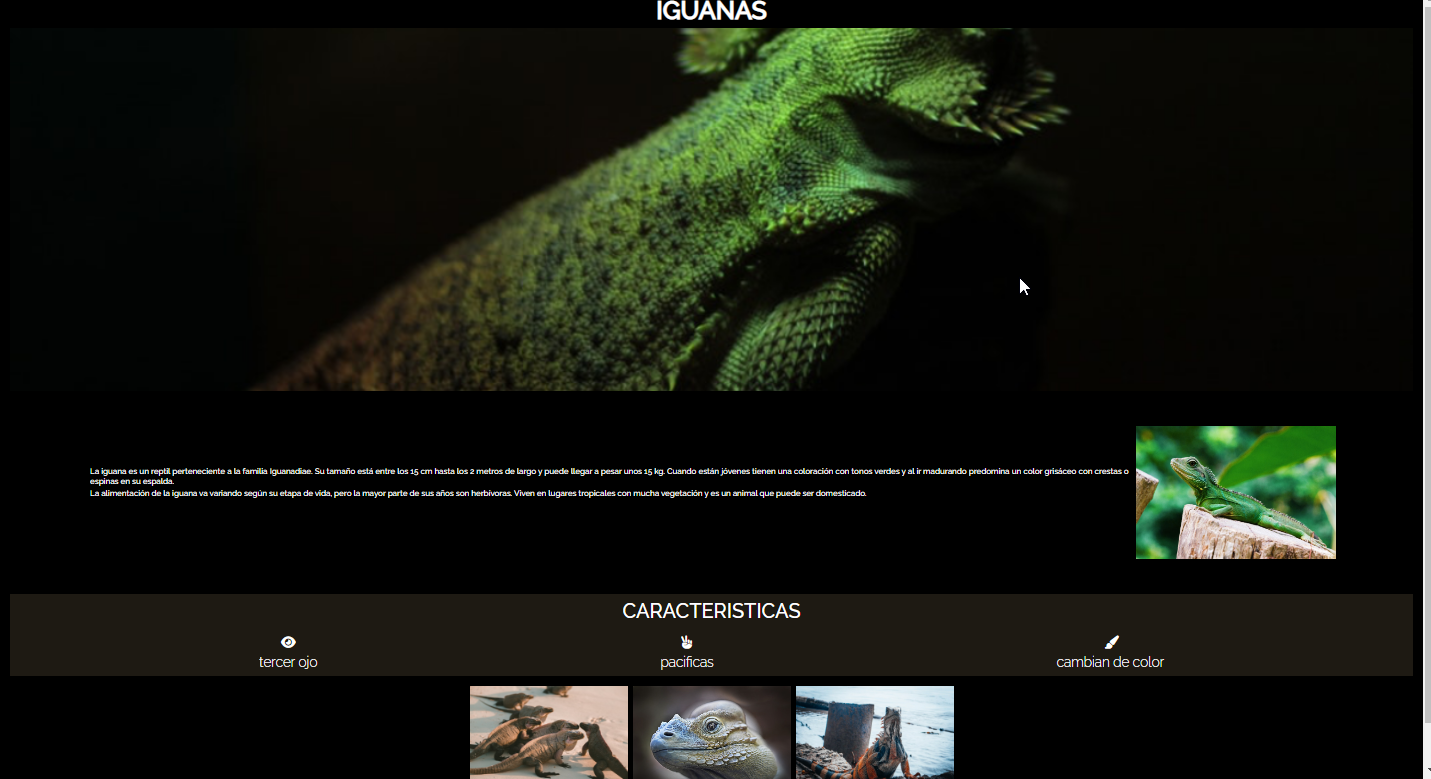 IGUANAS
La iguana es un reptil perteneciente a la familia Iguanadiae. Su tamaño está entre los 15 cm hasta los 2 metros de largo y puede llegar a pesar unos 15 kg. Cuando están jóvenes tienen una coloración con tonos verdes y al ir madurando predomina un color grisáceo con crestas o
espinas en su espalda.
La alimentación de la iguana va variando según su etapa de vida, pero la mayor parte de sus años son herbívoras. Viven en lugares tropicales con mucha vegetación y es un animal que puede ser domesticado.
CARACTERISTICAS
tercer ojo
pacificas
cambian de color